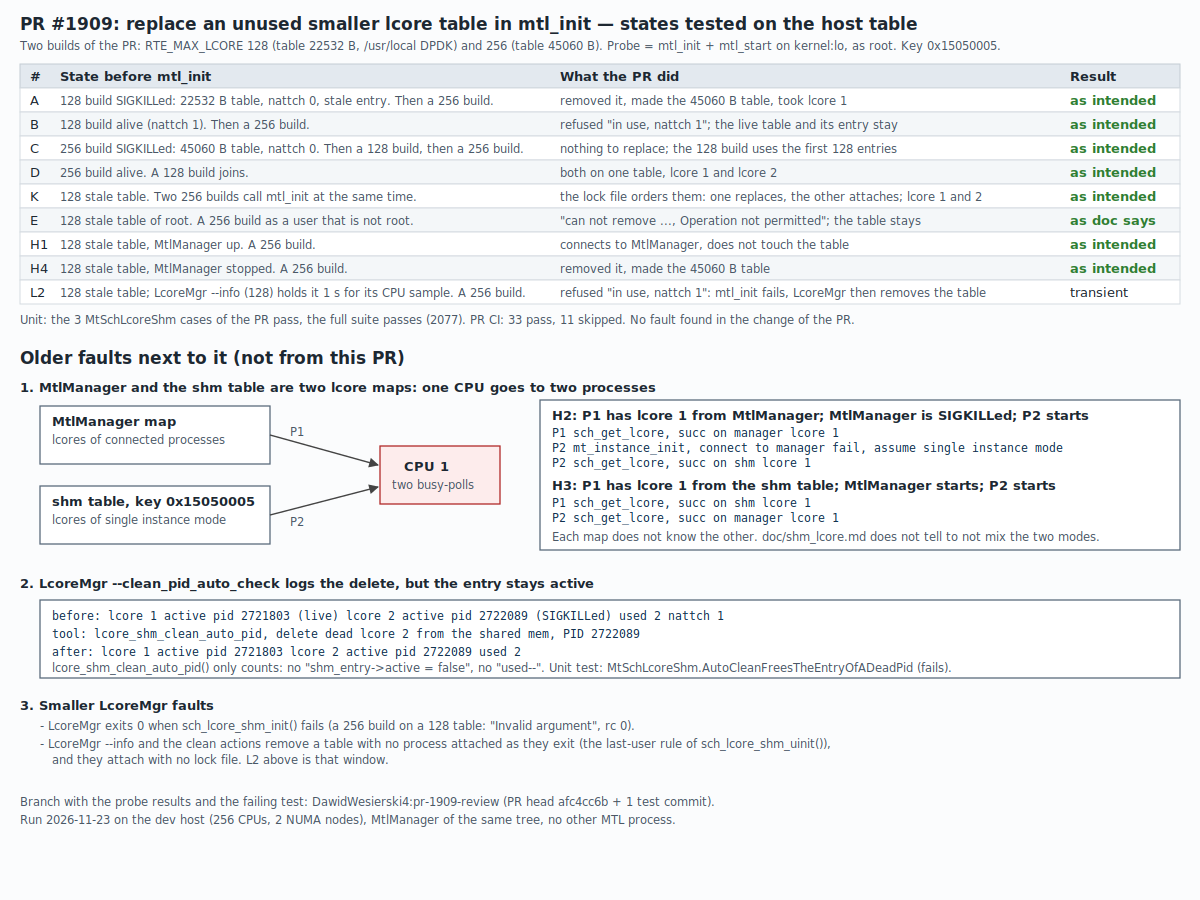 PR #1909: replace an unused smaller lcore table in mtl_init — states tested on the host table
Two builds of the PR: RTE_MAX_LCORE 128 (table 22532 B, /usr/local DPDK) and 256 (table 45060 B). Probe = mtl_init + mtl_start on kernel:lo, as root. Key 0x15050005.
# State before mtl_init What the PR did Result
A 128 build SIGKILLed: 22532 B table, nattch 0, stale entry. Then a 256 build. removed it, made the 45060 B table, took lcore 1 as intended
B 128 build alive (nattch 1). Then a 256 build. refused "in use, nattch 1"; the live table and its entry stay as intended
C 256 build SIGKILLed: 45060 B table, nattch 0. Then a 128 build, then a 256 build. nothing to replace; the 128 build uses the first 128 entries as intended
D 256 build alive. A 128 build joins. both on one table, lcore 1 and lcore 2 as intended
K 128 stale table. Two 256 builds call mtl_init at the same time. the lock file orders them: one replaces, the other attaches; lcore 1 and 2 as intended
E 128 stale table of root. A 256 build as a user that is not root. "can not remove ..., Operation not permitted"; the table stays as doc says
H1 128 stale table, MtlManager up. A 256 build. connects to MtlManager, does not touch the table as intended
H4 128 stale table, MtlManager stopped. A 256 build. removed it, made the 45060 B table as intended
L2 128 stale table; LcoreMgr --info (128) holds it 1 s for its CPU sample. A 256 build. refused "in use, nattch 1": mtl_init fails, LcoreMgr then removes the table transient
Unit: the 3 MtSchLcoreShm cases of the PR pass, the full suite passes (2077). PR CI: 33 pass, 11 skipped. No fault found in the change of the PR.
Older faults next to it (not from this PR)
1. MtlManager and the shm table are two lcore maps: one CPU goes to two processes
MtlManager map
lcores of connected processes
P1
CPU 1
two busy-polls
shm table, key 0x15050005
lcores of single instance mode
P2
H2: P1 has lcore 1 from MtlManager; MtlManager is SIGKILLed; P2 starts
P1 sch_get_lcore, succ on manager lcore 1
P2 mt_instance_init, connect to manager fail, assume single instance mode
P2 sch_get_lcore, succ on shm lcore 1
H3: P1 has lcore 1 from the shm table; MtlManager starts; P2 starts
P1 sch_get_lcore, succ on shm lcore 1
P2 sch_get_lcore, succ on manager lcore 1
Each map does not know the other. doc/shm_lcore.md does not tell to not mix the two modes.
2. LcoreMgr --clean_pid_auto_check logs the delete, but the entry stays active
before: lcore 1 active pid 2721803 (live) lcore 2 active pid 2722089 (SIGKILLed) used 2 nattch 1
tool: lcore_shm_clean_auto_pid, delete dead lcore 2 from the shared mem, PID 2722089
after: lcore 1 active pid 2721803 lcore 2 active pid 2722089 used 2
lcore_shm_clean_auto_pid() only counts: no "shm_entry->active = false", no "used--". Unit test: MtSchLcoreShm.AutoCleanFreesTheEntryOfADeadPid (fails).
3. Smaller LcoreMgr faults
- LcoreMgr exits 0 when sch_lcore_shm_init() fails (a 256 build on a 128 table: "Invalid argument", rc 0).
- LcoreMgr --info and the clean actions remove a table with no process attached as they exit (the last-user rule of sch_lcore_shm_uinit()),
and they attach with no lock file. L2 above is that window.
Branch with the probe results and the failing test: DawidWesierski4:pr-1909-review (PR head afc4cc6b + 1 test commit).
Run 2026-11-23 on the dev host (256 CPUs, 2 NUMA nodes), MtlManager of the same tree, no other MTL process.